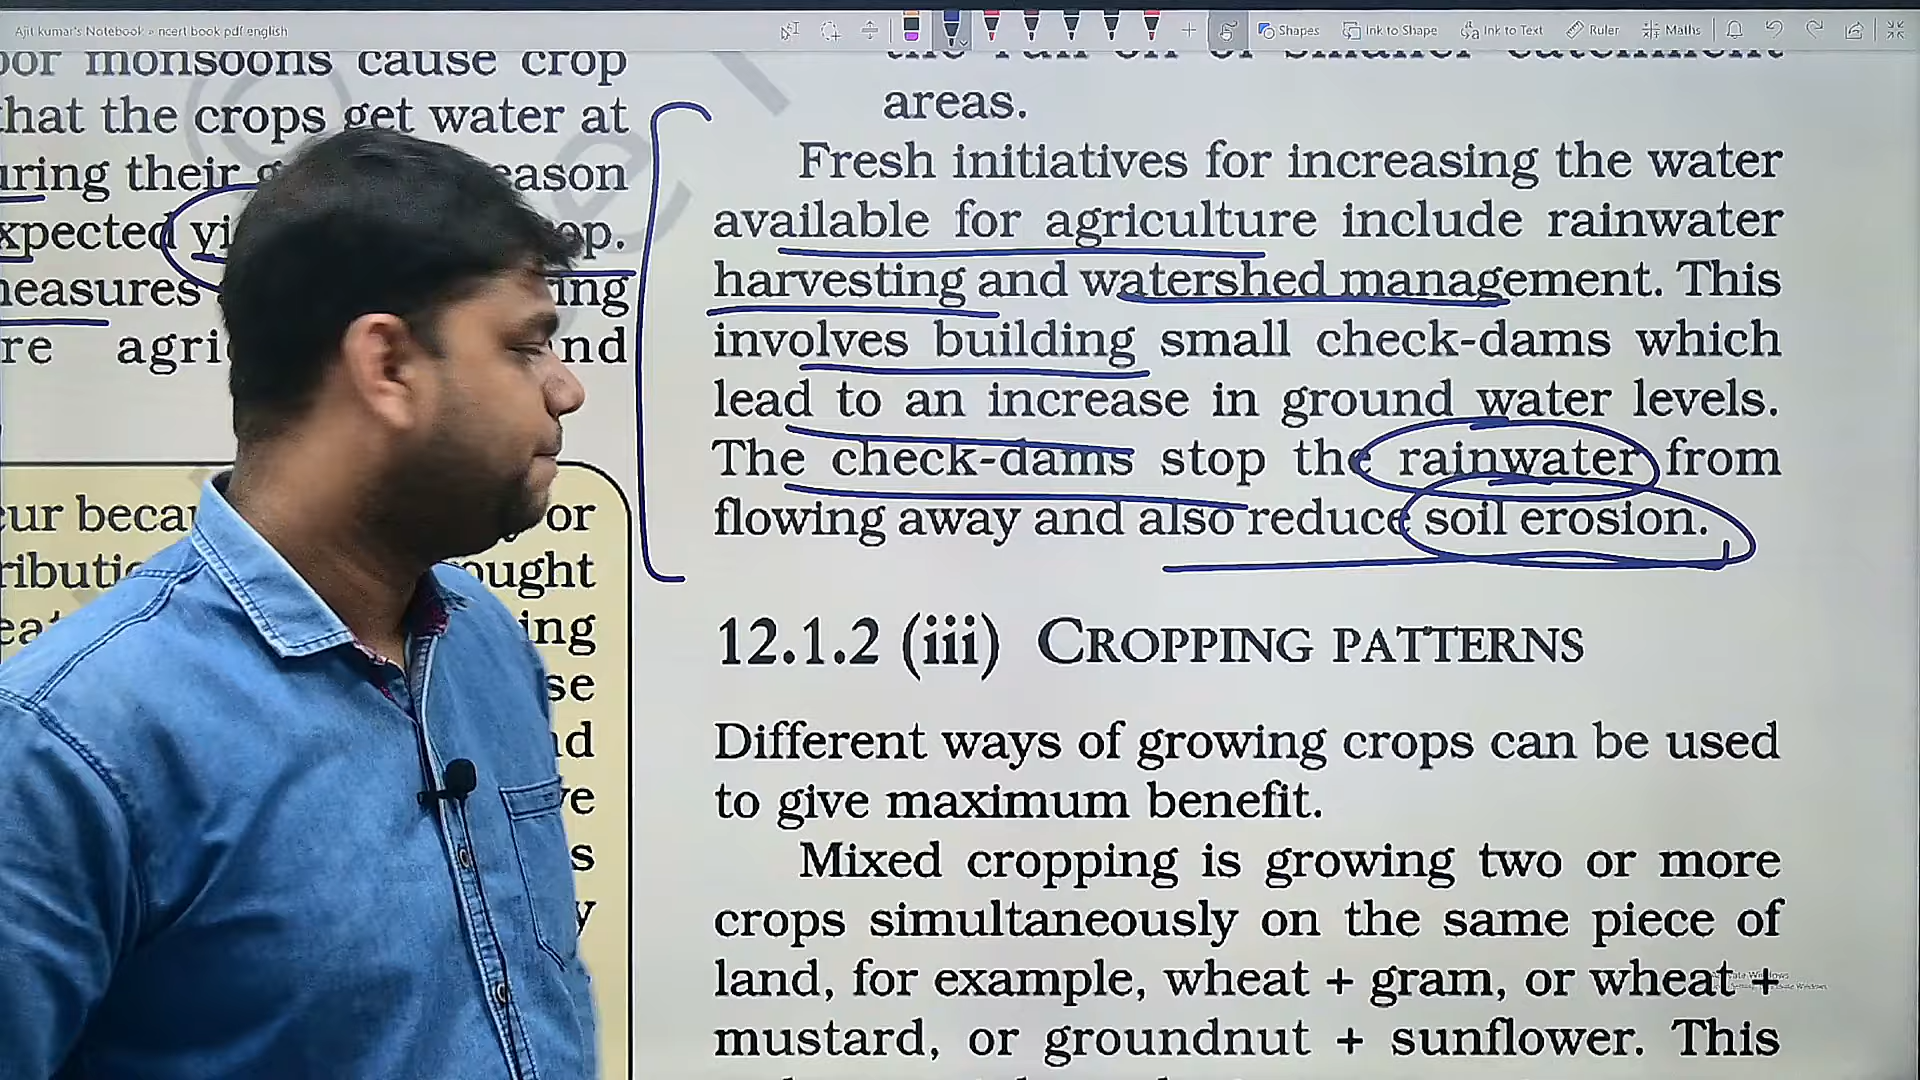 Ajit kumar's Notebook » ncert book pdf english
Shapes
Ink to Shape
Ink to Text
Ruler
Maths
or monsoons cause crop
hat the crops get water at
uring their
eason
xpected
op.
measures
ing
re agri
nd
cur beca
or
ributi
ought
ing
se
nd
ve
s
y
areas.
Fresh initiatives for increasing the water
available for agriculture include rainwater
harvesting and watershed management. This
involves building small check-dams which
lead to an increase in ground water levels.
The check-dams stop the rainwater from
flowing away and also reduce soil erosion.
12.1.2 (iii) CROPPING PATTERNS
Different ways of growing crops can be used
to give maximum benefit.
Mixed cropping is growing two or more
crops simultaneously on the same piece of
land, for example, wheat + gram, or wheat +
mustard, or groundnut + sunflower. This